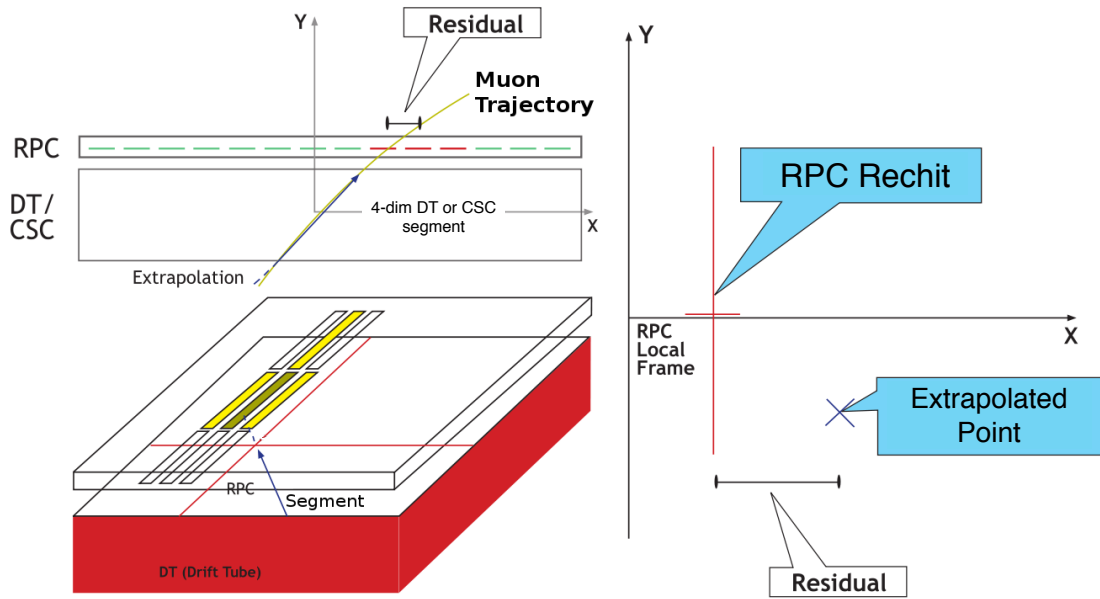 Y
Residual
Muon
Trajectory
RPC
DT/
CSC
4-dim DT or CSC
segment
X
Extrapolation
RPC
Segment
DT (Drift Tube)
Y
RPC Rechit
X
RPC
Local
Frame
Extrapolated
Point
Residual